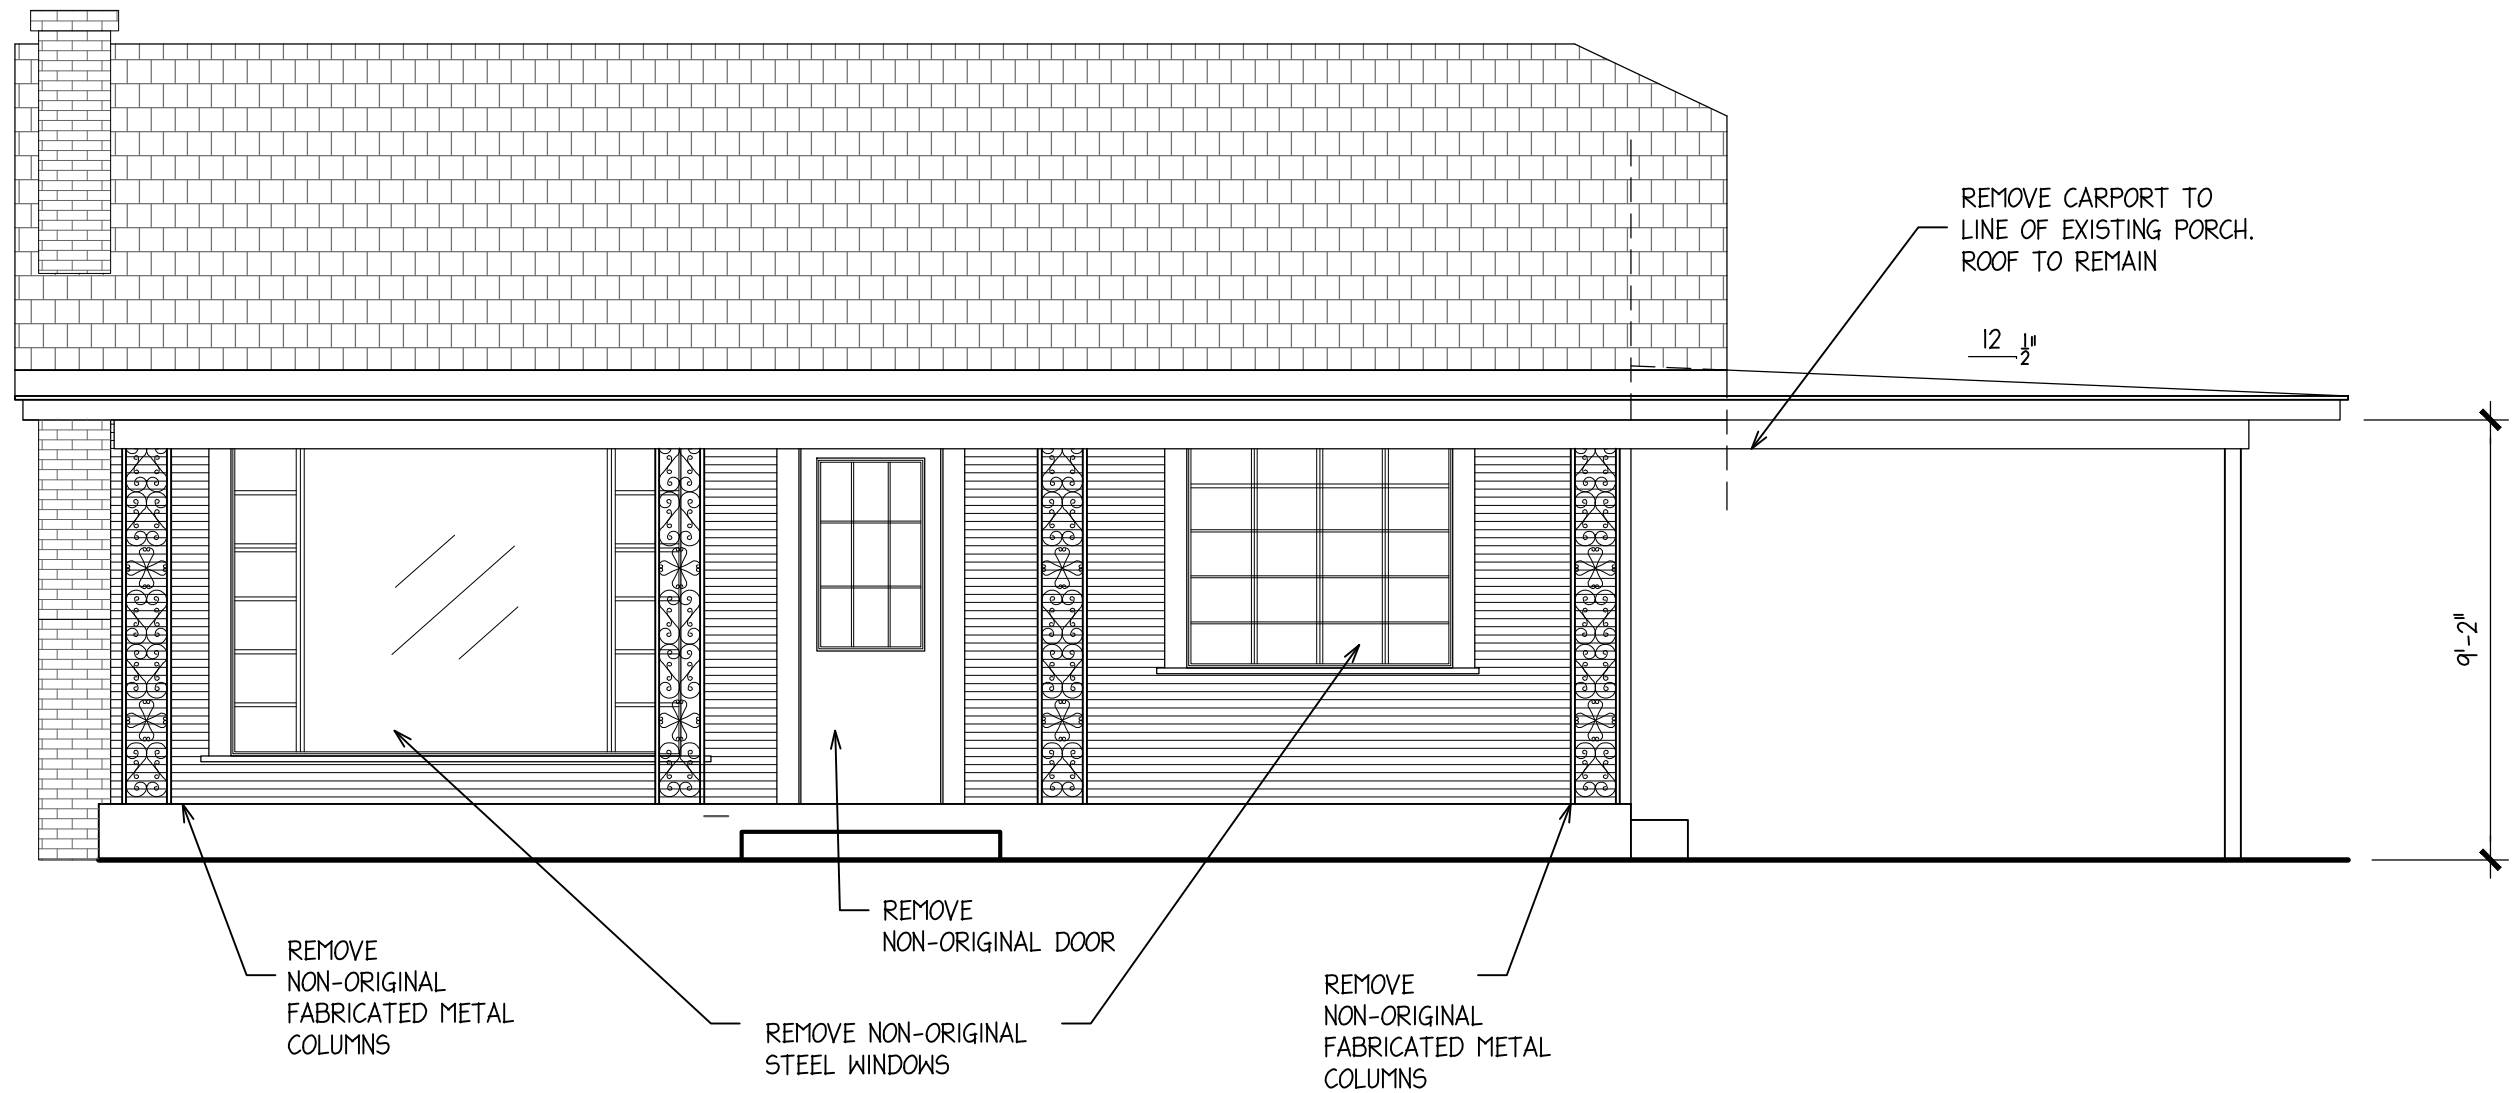 REMOVE CARPORT TO
LINE OF EXISTING PORCH.
ROOF TO REMAIN
12 1/2"
9'-2"
REMOVE
NON-ORIGINAL DOOR
REMOVE
NON-ORIGINAL
FABRICATED METAL
COLUMNS
REMOVE NON-ORIGINAL
STEEL WINDOWS
REMOVE
NON-ORIGINAL
FABRICATED METAL
COLUMNS